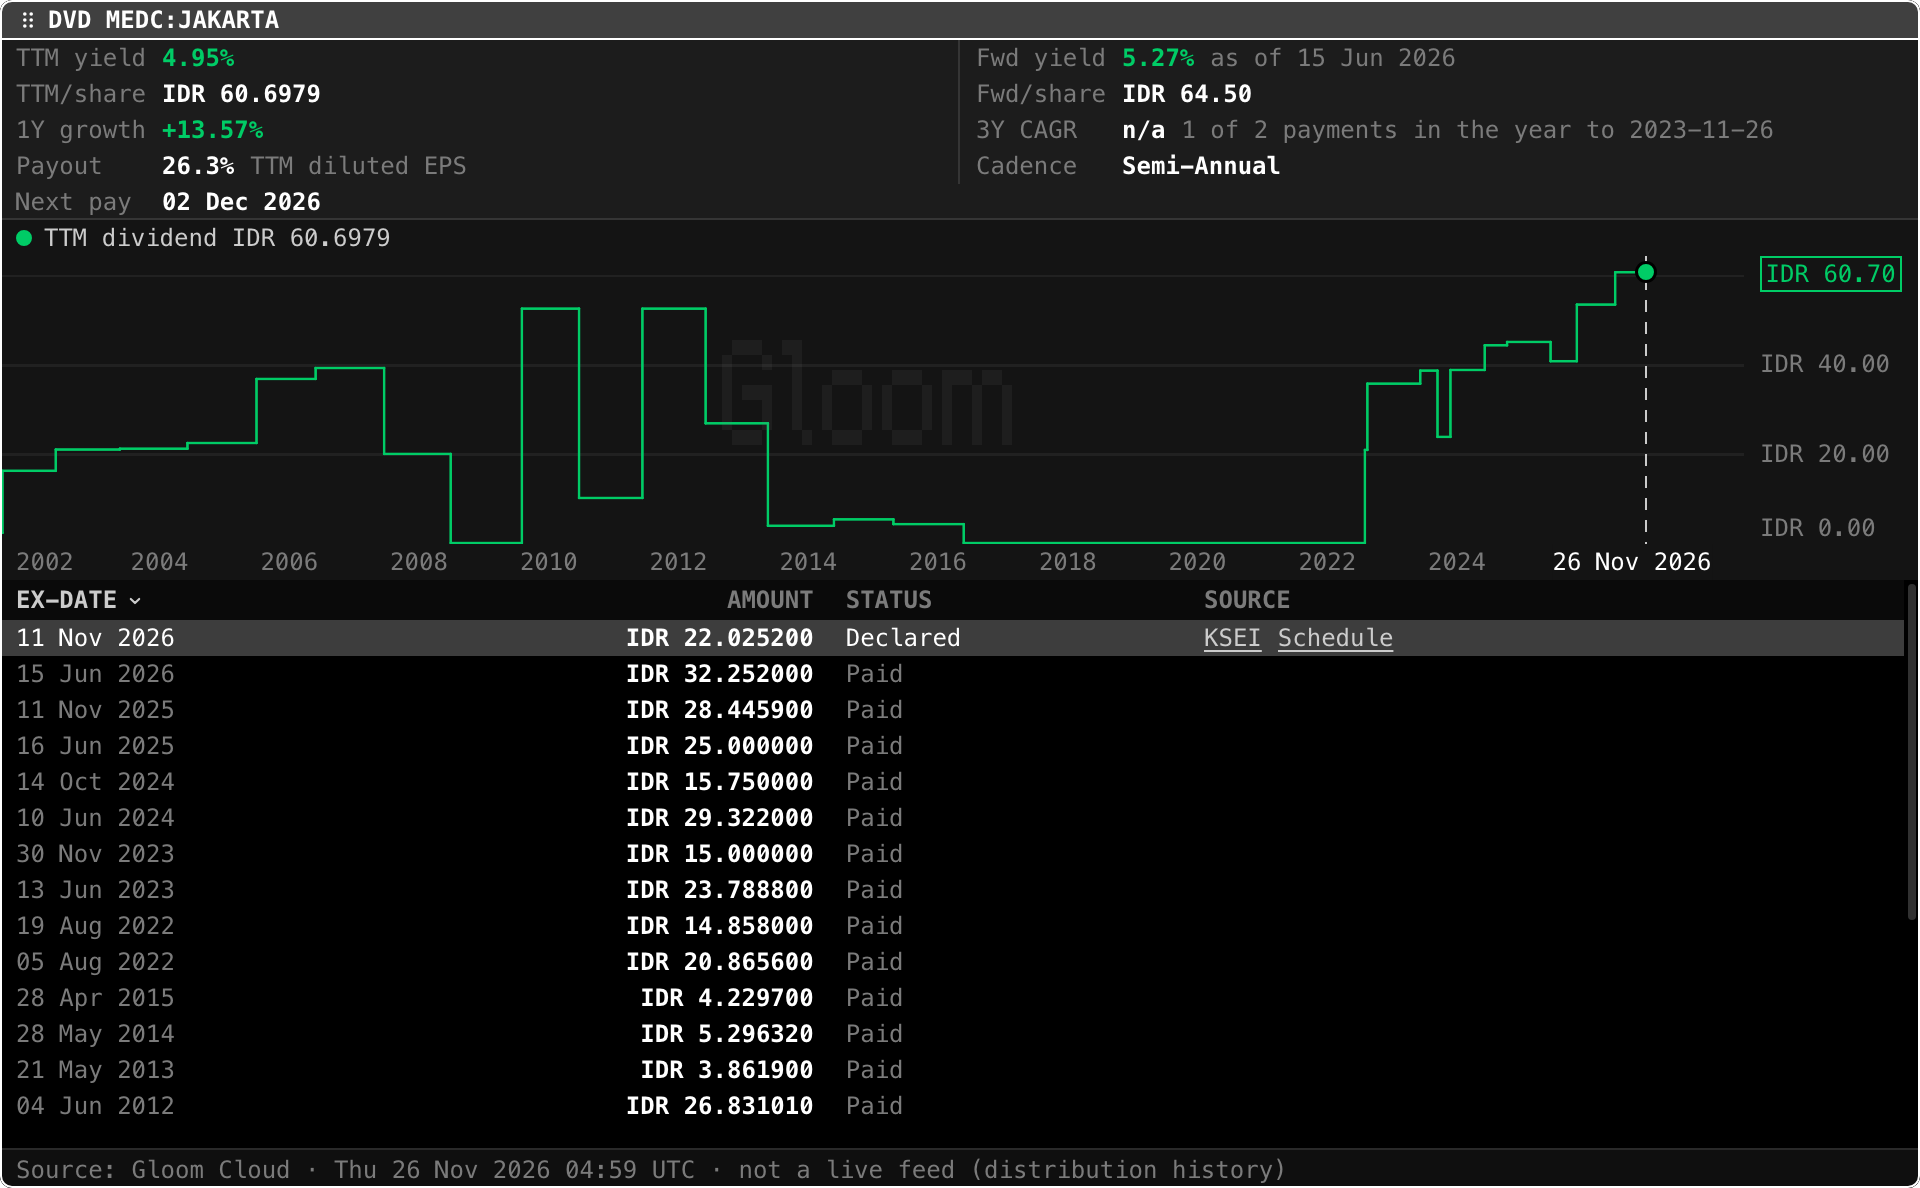 DVD MEDC:JAKARTA
TTM yield 4.95%
TTM/share IDR 60.6979
1Y growth +13.57%
Payout 26.3% TTM diluted EPS
Next pay 02 Dec 2026
Fwd yield 5.27% as of 15 Jun 2026
Fwd/share IDR 64.50
3Y CAGR n/a 1 of 2 payments in the year to 2023-11-26
Cadence Semi-Annual
TTM dividend IDR 60.6979
Gloom
IDR 60.70
IDR 40.00
IDR 20.00
IDR 0.00
2002 2004 2006 2008 2010 2012 2014 2016 2018 2020 2022 2024 26 Nov 2026
EX-DATE AMOUNT STATUS SOURCE
11 Nov 2026 IDR 22.025200 Declared KSEI Schedule
15 Jun 2026 IDR 32.252000 Paid
11 Nov 2025 IDR 28.445900 Paid
16 Jun 2025 IDR 25.000000 Paid
14 Oct 2024 IDR 15.750000 Paid
10 Jun 2024 IDR 29.322000 Paid
30 Nov 2023 IDR 15.000000 Paid
13 Jun 2023 IDR 23.788800 Paid
19 Aug 2022 IDR 14.858000 Paid
05 Aug 2022 IDR 20.865600 Paid
28 Apr 2015 IDR 4.229700 Paid
28 May 2014 IDR 5.296320 Paid
21 May 2013 IDR 3.861900 Paid
04 Jun 2012 IDR 26.831010 Paid
Source: Gloom Cloud · Thu 26 Nov 2026 04:59 UTC · not a live feed (distribution history)